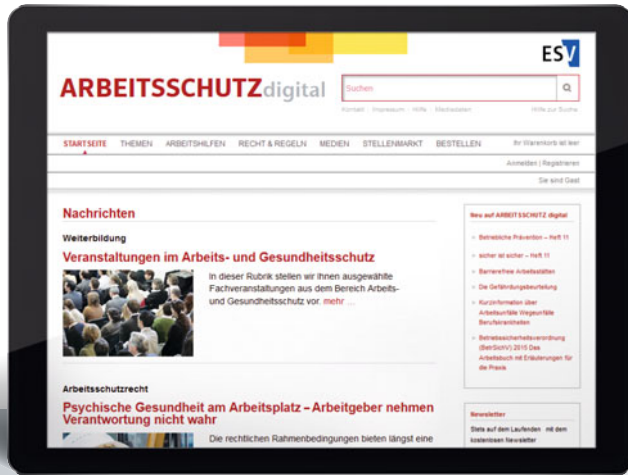 ESV
ARBEITSSCHUTZdigital
Suchen
Kontakt Impressum Hilfe Mediadaten Hilfe zur Suche
STARTSEITE THEMEN ARBEITSHILFEN RECHT & REGELN MEDIEN STELLENMARKT BESTELLEN Ihr Warenkorb ist leer
Anmelden | Registrieren
Sie sind Gast
Nachrichten
Weiterbildung
Veranstaltungen im Arbeits- und Gesundheitsschutz
In dieser Rubrik stellen wir Ihnen ausgewählte
Fachveranstaltungen aus dem Bereich Arbeits-
und Gesundheitsschutz vor. mehr ...
Arbeitsschutzrecht
Psychische Gesundheit am Arbeitsplatz – Arbeitgeber nehmen
Verantwortung nicht wahr
Die rechtlichen Rahmenbedingungen bieten längst eine
Neu auf ARBEITSSCHUTZ digital
» Betriebliche Prävention – Heft 11
» sicher ist sicher – Heft 11
» Barrierefreie Arbeitsstätten
» Die Gefährdungsbeurteilung
» Kurzinformation über
Arbeitsunfälle Wegeunfälle
Berufskrankheiten
» Betriebssicherheitsverordnung
(BetrSichV) 2015 Das
Arbeitsbuch mit Erläuterungen für
die Praxis
Newsletter
Stets auf dem Laufenden mit dem
kostenlosen Newsletter